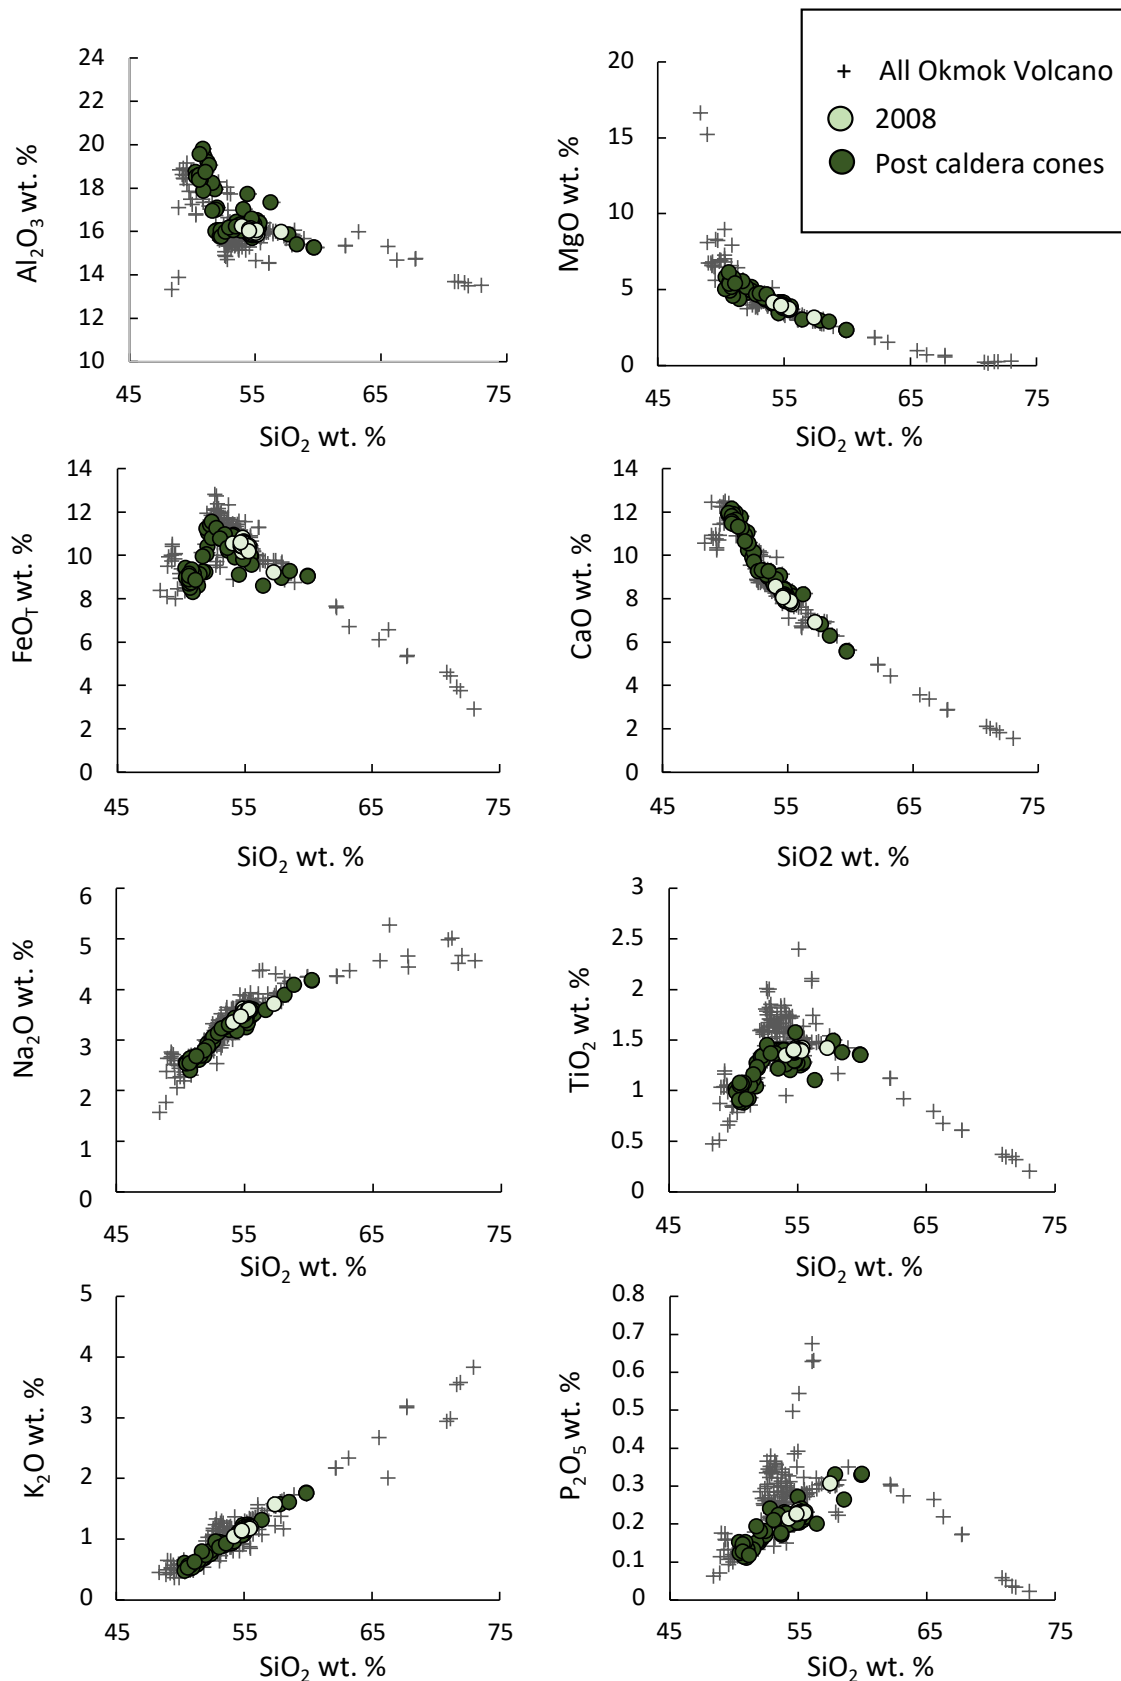 All Okmok Volcano
2008
Post caldera cones
Al₂O₃ wt. %
24
22
20
18
16
14
12
10
45 55 65 75
SiO₂ wt. %
MgO wt. %
20
15
10
5
0
45 55 65 75
SiO₂ wt. %
FeO_T wt. %
14
12
10
8
6
4
2
0
45 55 65 75
SiO₂ wt. %
CaO wt. %
14
12
10
8
6
4
2
0
45 55 65 75
SiO2 wt. %
Na₂O wt. %
6
5
4
3
2
1
0
45 55 65 75
SiO₂ wt. %
TiO₂ wt. %
3
2.5
2
1.5
1
0.5
0
45 55 65 75
SiO₂ wt. %
K₂O wt. %
5
4
3
2
1
0
45 55 65 75
SiO₂ wt. %
P₂O₅ wt. %
0.8
0.7
0.6
0.5
0.4
0.3
0.2
0.1
0
45 55 65 75
SiO₂ wt. %